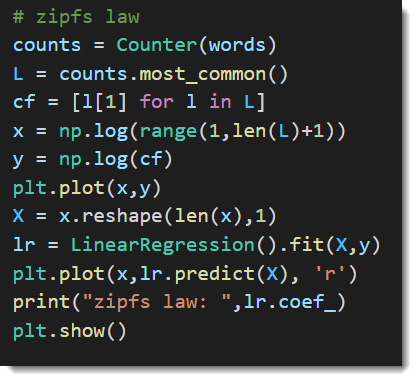 # zipfs law
counts = Counter(words)
L = counts.most_common()
cf = [l[1] for l in L]
x = np.log(range(1,len(L)+1))
y = np.log(cf)
plt.plot(x,y)
X = x.reshape(len(x),1)
lr = LinearRegression().fit(X,y)
plt.plot(x,lr.predict(X), 'r')
print("zipfs law: ",lr.coef_)
plt.show()